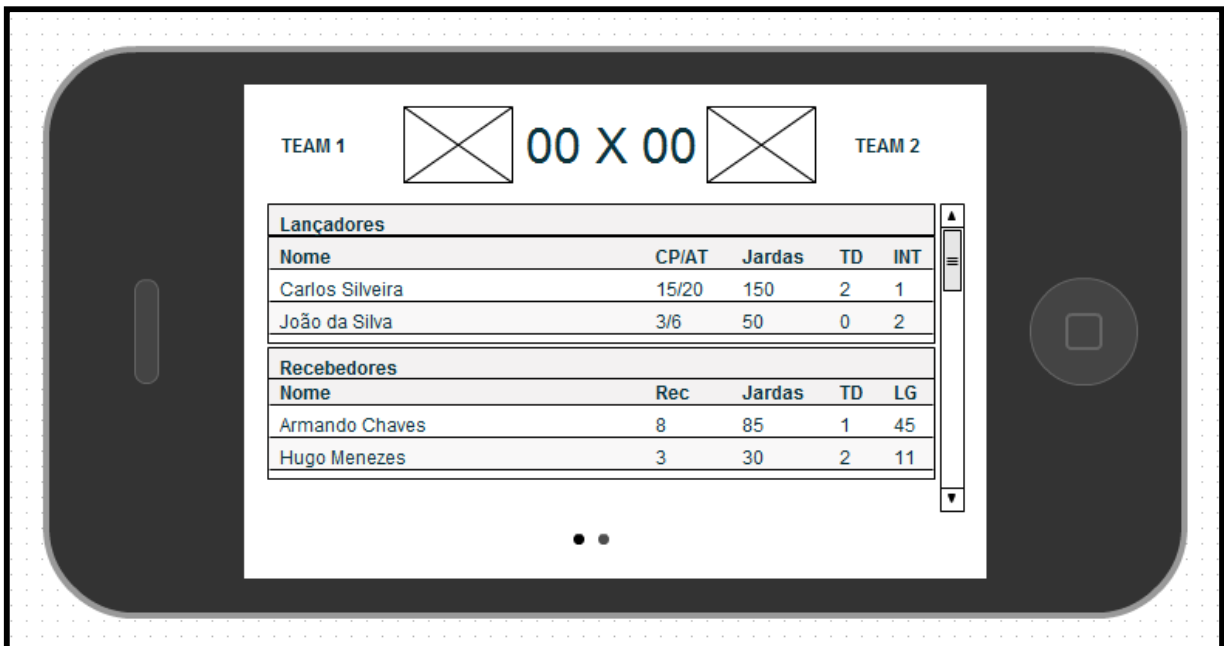 TEAM 1 00 X 00 TEAM 2
Lançadores
Nome CP/AT Jardas TD INT
Carlos Silveira 15/20 150 2 1
João da Silva 3/6 50 0 2
Recebedores
Nome Rec Jardas TD LG
Armando Chaves 8 85 1 45
Hugo Menezes 3 30 2 11